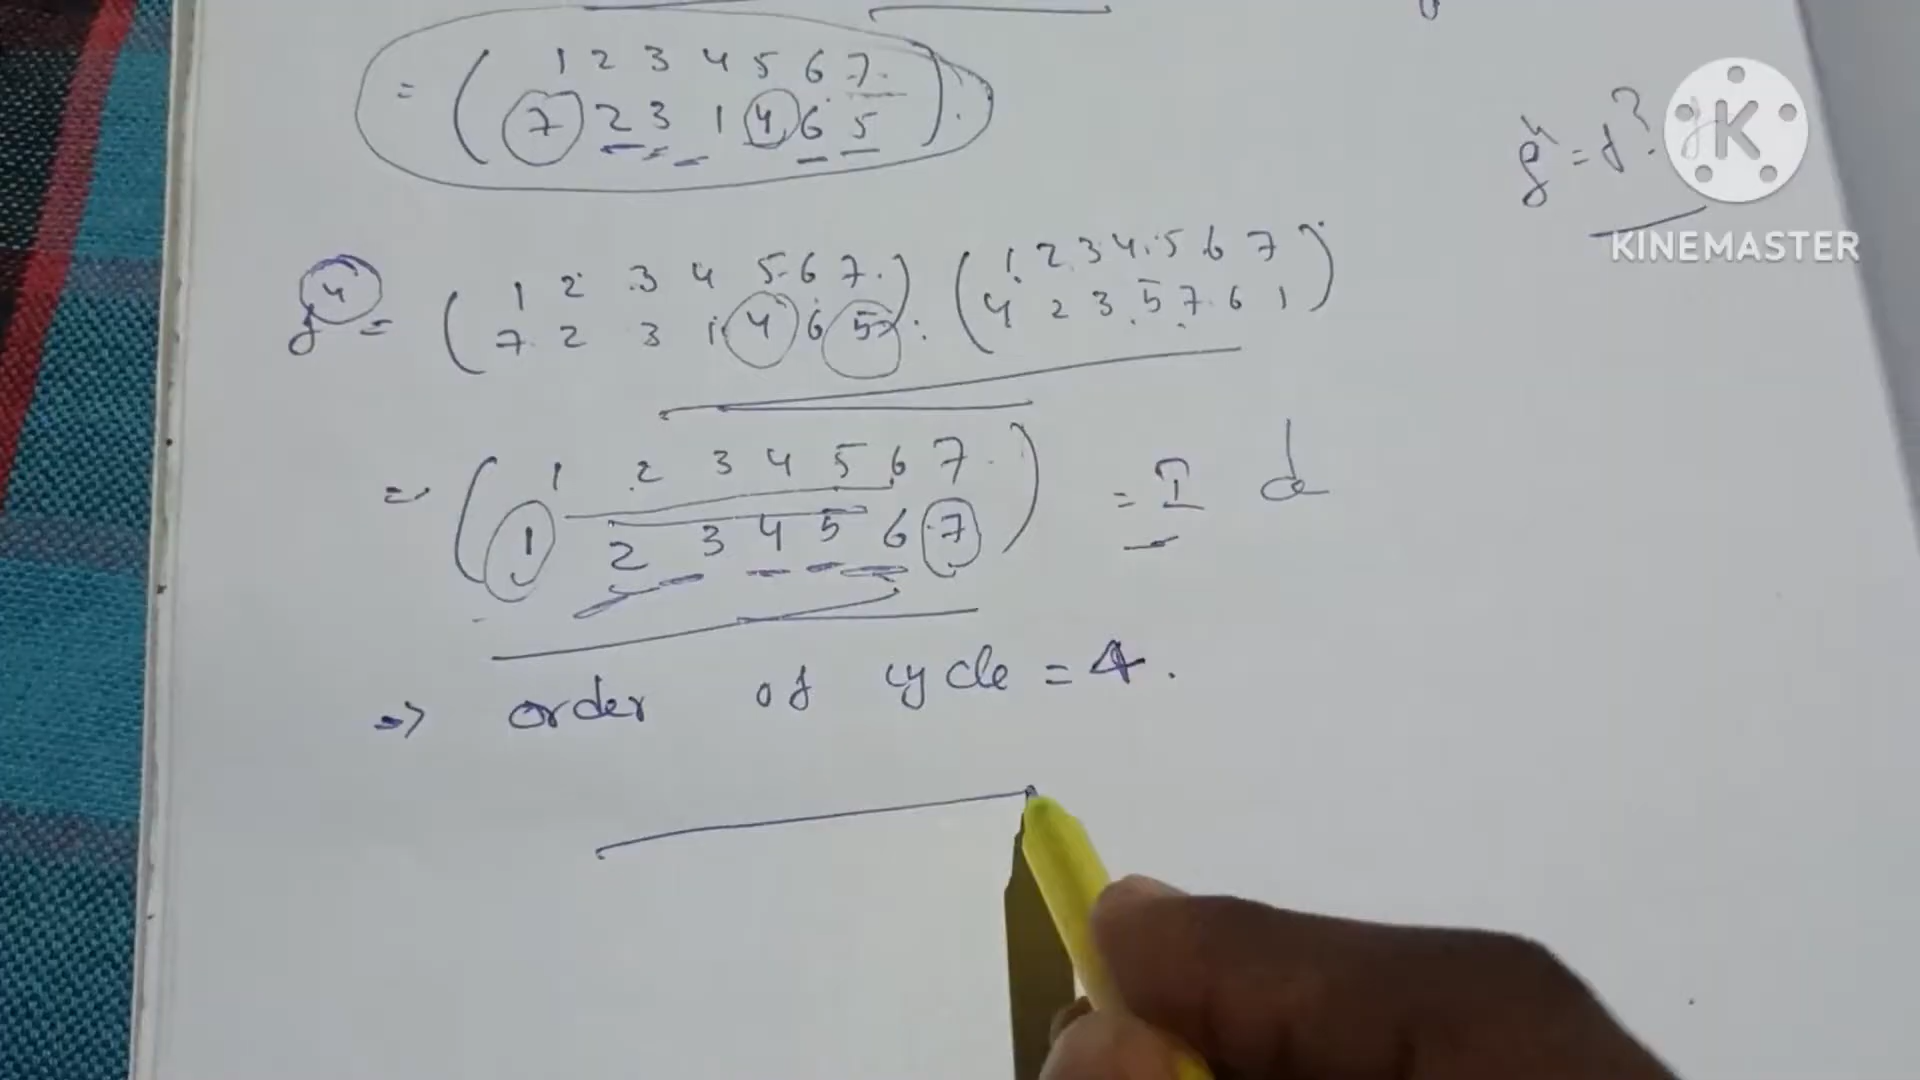 = ( 1 2 3 4 5 6 7
7 2 3 1 4 6 5 ).
K
KINEMASTER
f⁴ = ( 1 2 3 4 5 6 7
7 2 3 1 4 6 5 ) . ( 1 2 3 4 5 6 7
4 2 3 5 7 6 1 )
= ( 1 2 3 4 5 6 7
1 2 3 4 5 6 7 ) = I d
=> order of cycle = 4.